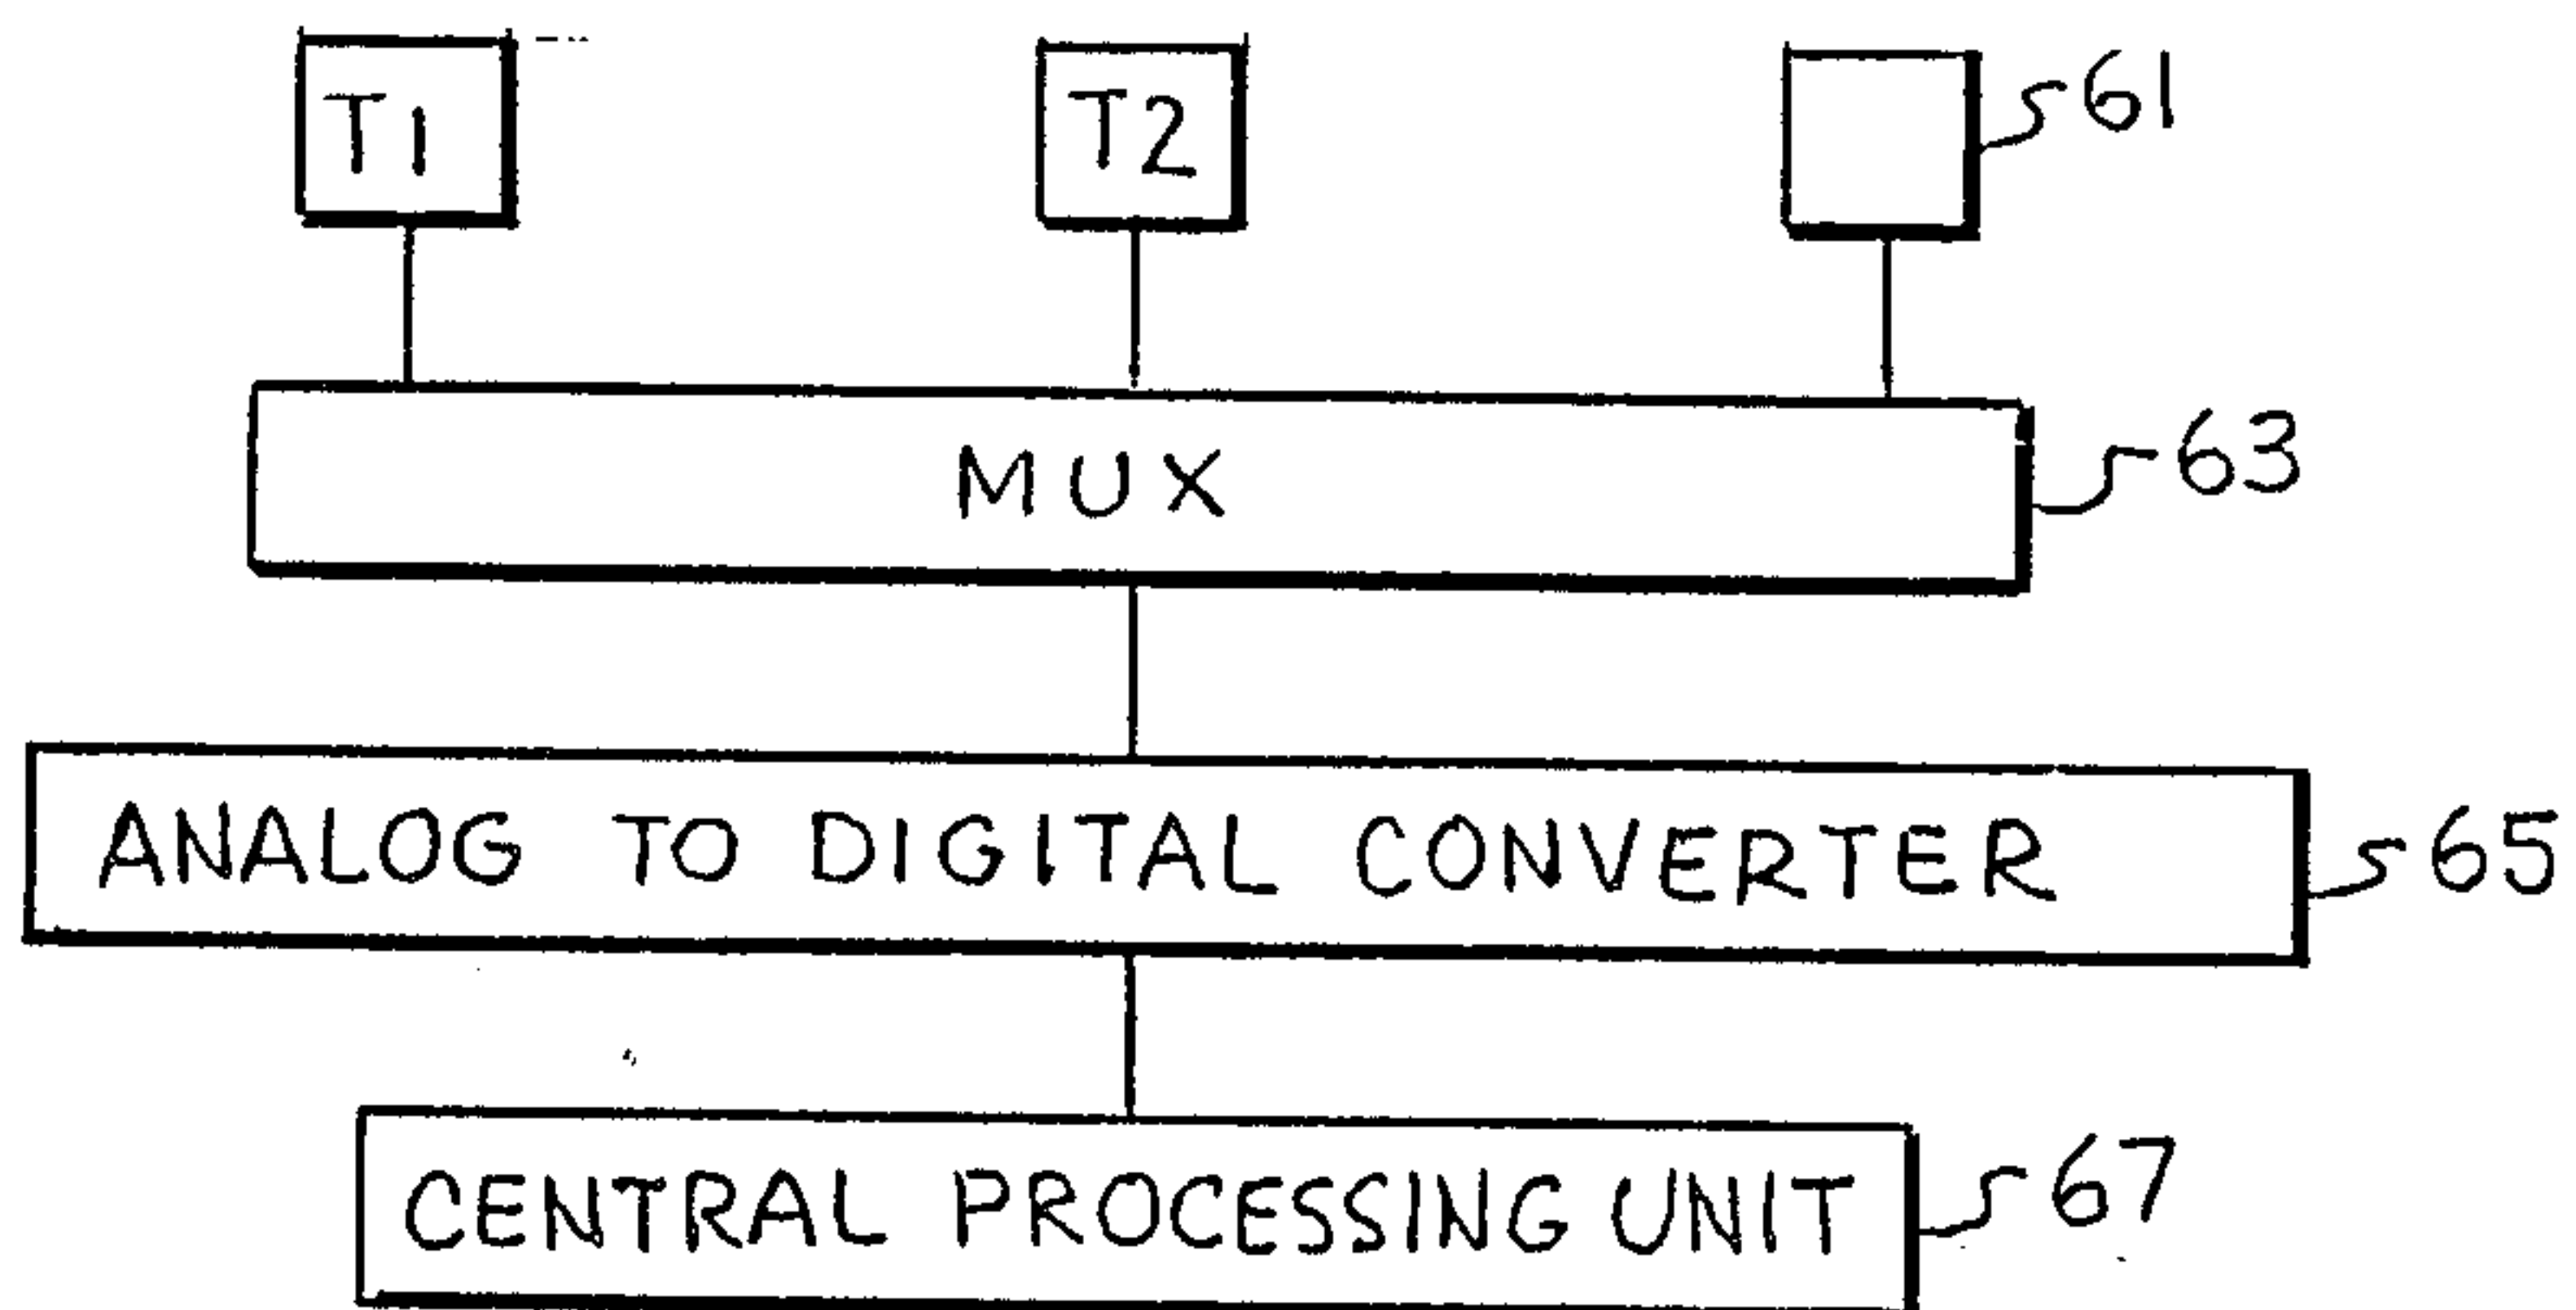 T1 T2 61
MUX 63
ANALOG TO DIGITAL CONVERTER 65
CENTRAL PROCESSING UNIT 67